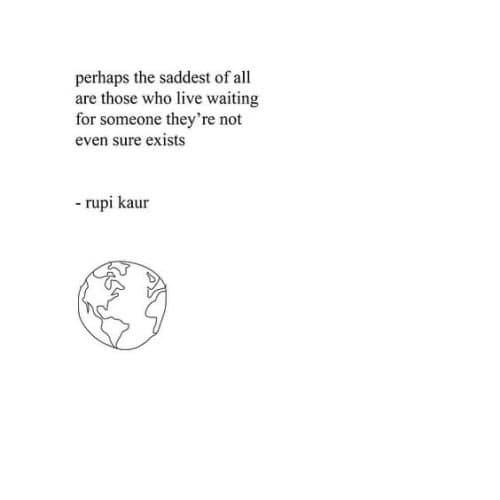 perhaps the saddest of all
are those who live waiting
for someone they're not
even sure exists
- rupi kaur